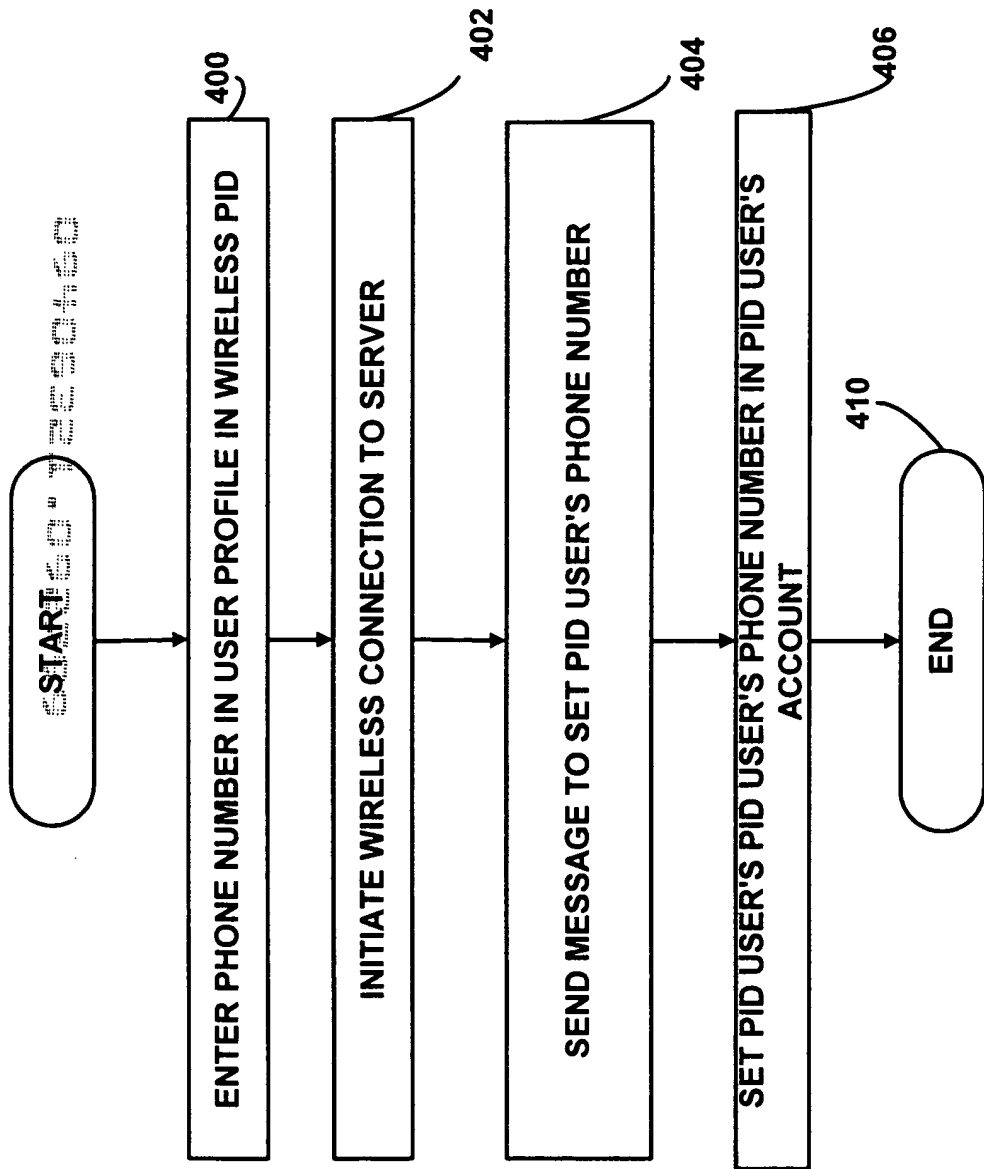 START
400
ENTER PHONE NUMBER IN USER PROFILE IN WIRELESS PID
402
INITIATE WIRELESS CONNECTION TO SERVER
404
SEND MESSAGE TO SET PID USER'S PHONE NUMBER
406
SET PID USER'S PID USER'S PHONE NUMBER IN PID USER'S
ACCOUNT
410
END